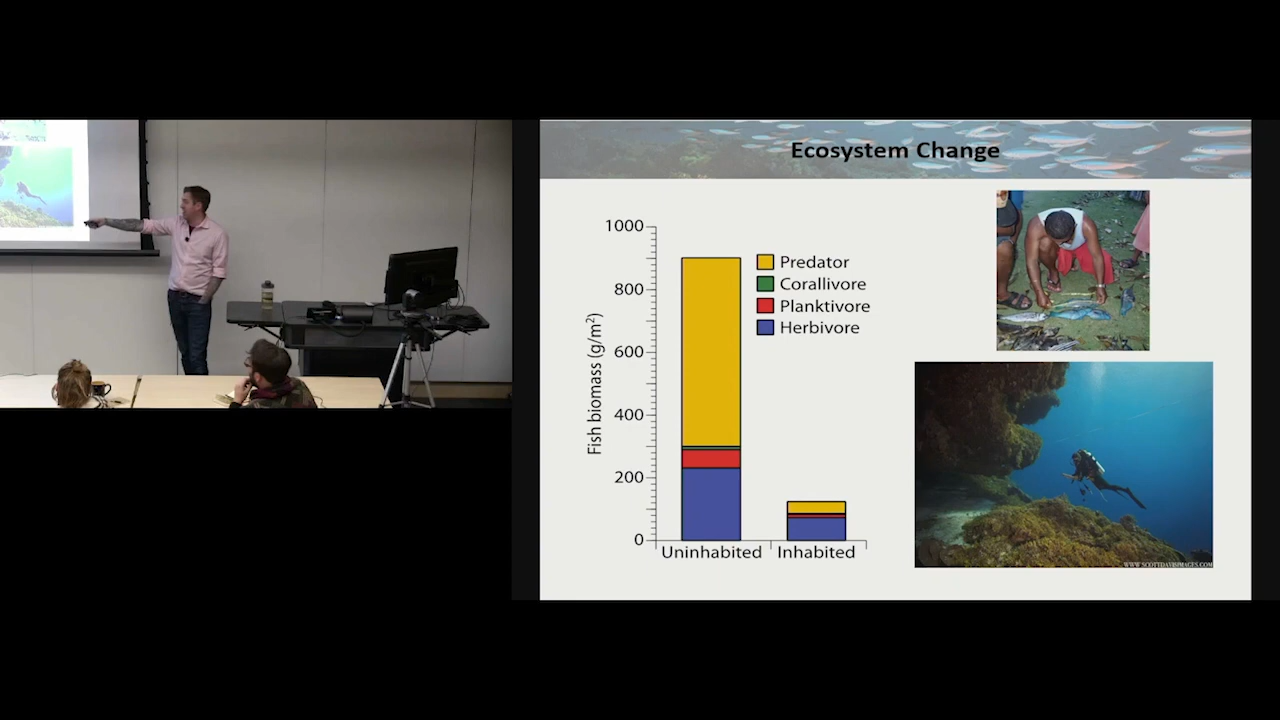 Ecosystem Change
1000
800
600
400
200
0
Fish biomass (g/m²)
Predator
Corallivore
Planktivore
Herbivore
Uninhabited
Inhabited
WWW.SCOTTDAVISIMAGES.COM